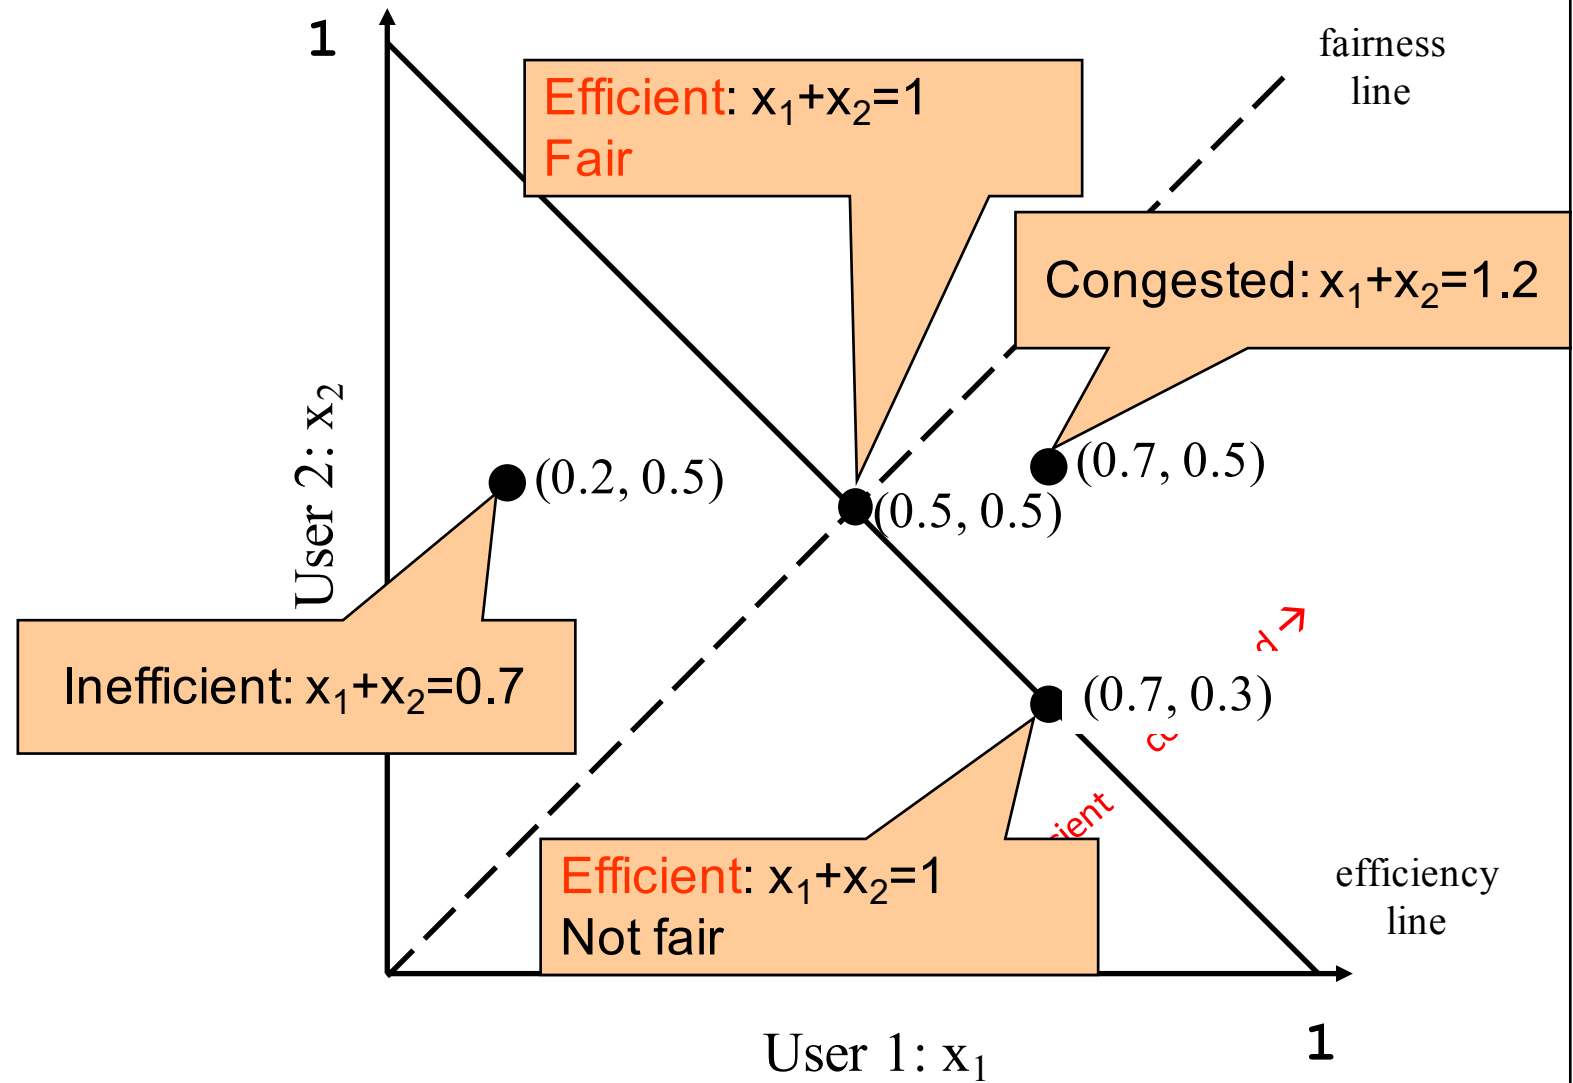 1
fairness
line
Efficient: x₁+x₂=1
Fair
Congested: x₁+x₂=1.2
User 2: x₂
(0.2, 0.5)
(0.7, 0.5)
(0.5, 0.5)
Inefficient: x₁+x₂=0.7
(0.7, 0.3)
Efficient: x₁+x₂=1
Not fair
efficiency
line
User 1: x₁
1